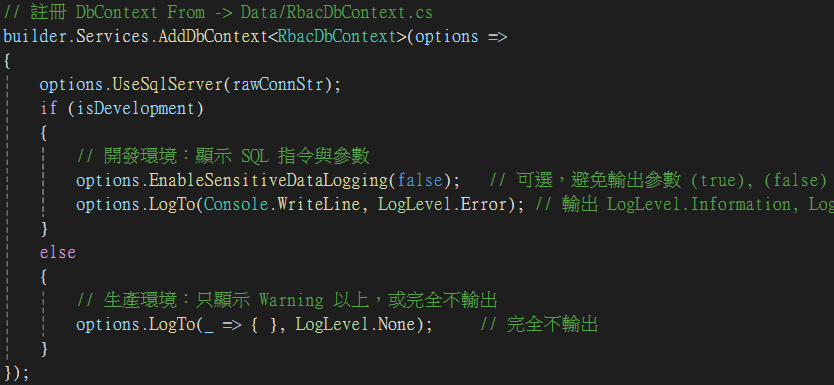 // 註冊 DbContext From -> Data/RbacDbContext.cs
builder.Services.AddDbContext<RbacDbContext>(options =>
{
    options.UseSqlServer(rawConnStr);
    if (isDevelopment)
    {
        // 開發環境：顯示 SQL 指令與參數
        options.EnableSensitiveDataLogging(false);   // 可選，避免輸出參數 (true), (false)
        options.LogTo(Console.WriteLine, LogLevel.Error); // 輸出 LogLevel.Information, Log
    }
    else
    {
        // 生產環境：只顯示 Warning 以上，或完全不輸出
        options.LogTo(_ => { }, LogLevel.None);     // 完全不輸出
    }
});